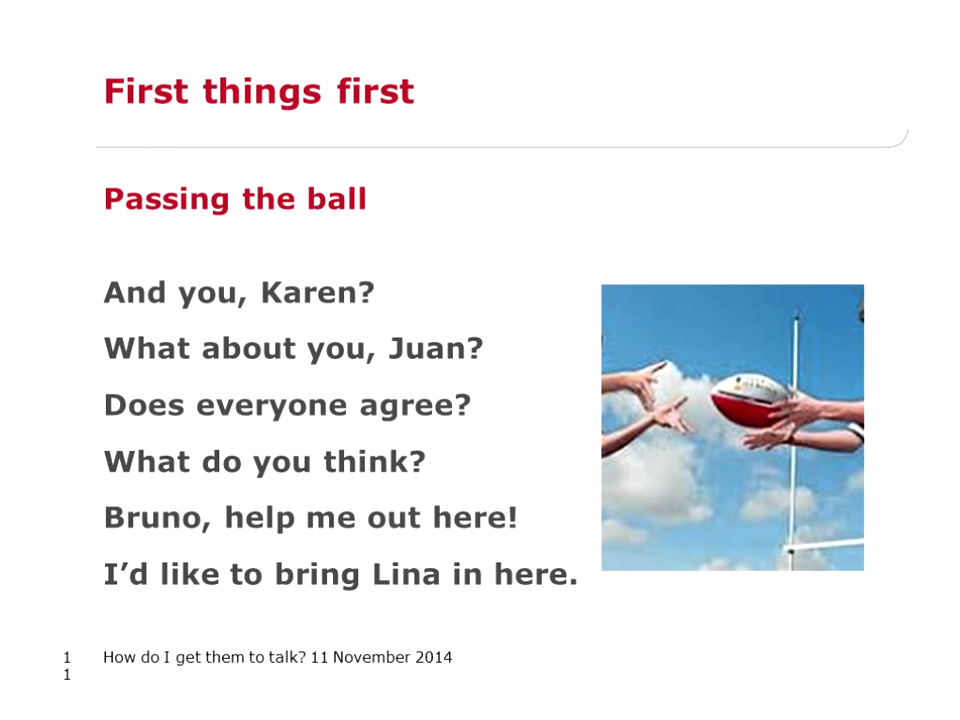 First things first
Passing the ball
And you, Karen?
What about you, Juan?
Does everyone agree?
What do you think?
Bruno, help me out here!
I’d like to bring Lina in here.
1
1
How do I get them to talk? 11 November 2014